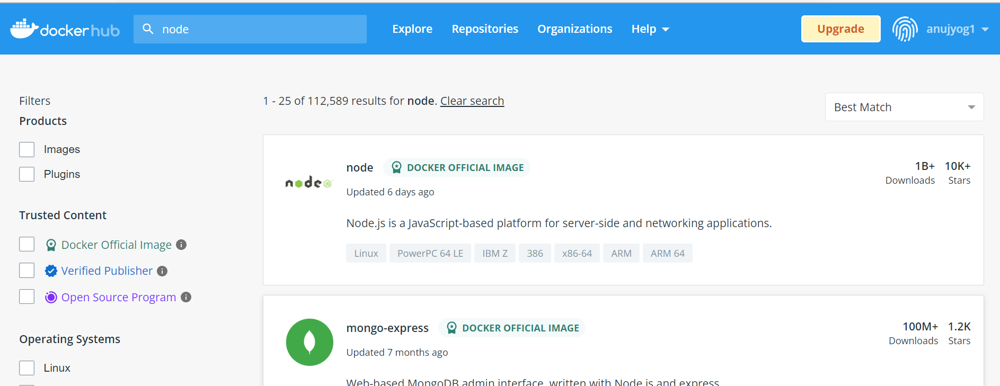 docker hub
node
Explore
Repositories
Organizations
Help
Upgrade
anujyog1
Filters
Products
Images
Plugins
Trusted Content
Docker Official Image
Verified Publisher
Open Source Program
Operating Systems
Linux
1 - 25 of 112,589 results for node. Clear search
Best Match
node JS
node
DOCKER OFFICIAL IMAGE
Updated 6 days ago
1B+ 10K+
Downloads Stars
Node.js is a JavaScript-based platform for server-side and networking applications.
Linux PowerPC 64 LE IBM Z 386 x86-64 ARM ARM 64
mongo-express
DOCKER OFFICIAL IMAGE
Updated 7 months ago
100M+ 1.2K
Downloads Stars
Web-based MongoDB admin interface, written with Node.js and express